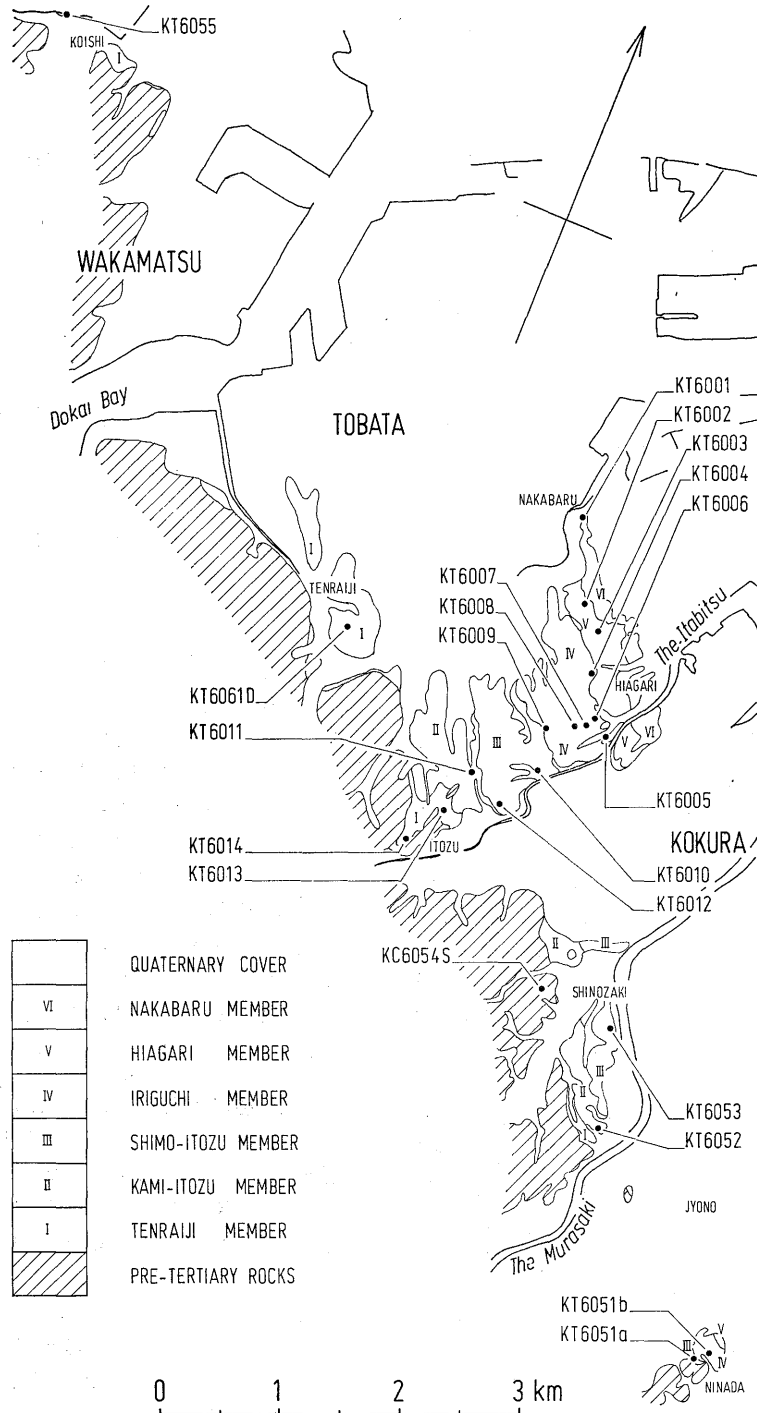 KT6055
KOISHI
I
WAKAMATSU
Dokai Bay
TOBATA
KT6001
KT6002
KT6003
KT6004
KT6006
NAKABARU
KT6007
KT6008
KT6009
I
TENRAIJI
I
VI
V
IV
The Itabitsu
HIAGARI
KT6061D
KT6011
II
III
IV
V
VI
KT6005
I
ITOZU
KT6014
KT6013
KOKURA
KT6010
KT6012
II
III
KC6054S
SHINOZAKI
III
II
I
KT6053
KT6052
JYONO
The Murasaki
QUATERNARY COVER
VI NAKABARU MEMBER
V HIAGARI MEMBER
IV IRIGUCHI MEMBER
III SHIMO-ITOZU MEMBER
II KAMI-ITOZU MEMBER
I TENRAIJI MEMBER
PRE-TERTIARY ROCKS
KT6051b
KT6051a
V
III
IV
NINADA
0 1 2 3 km